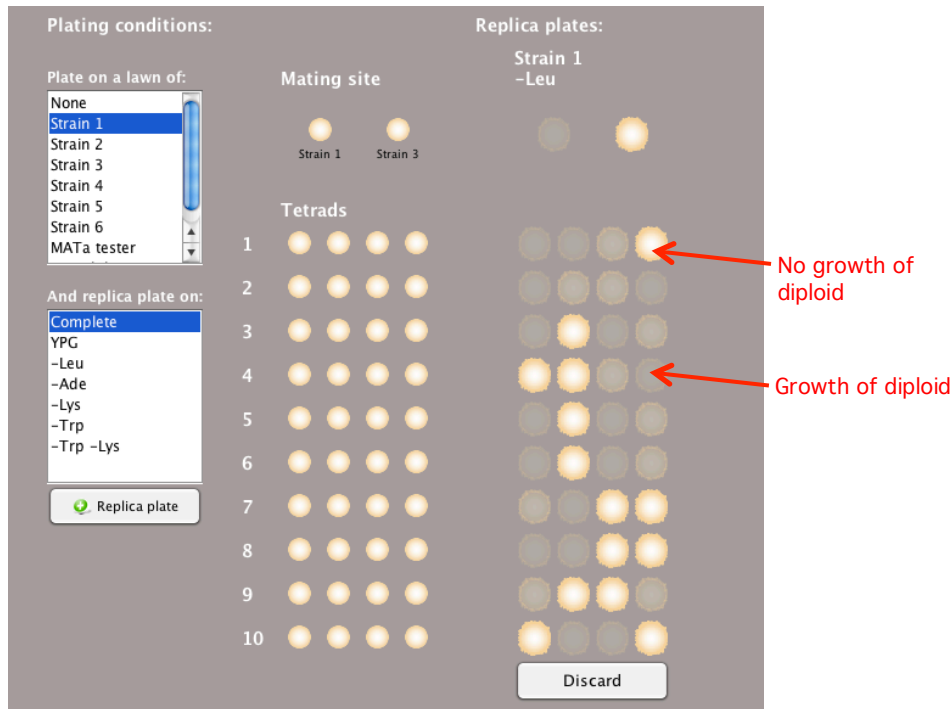 Plating conditions:
Replica plates:
Strain 1
-Leu
Plate on a lawn of:
None
Strain 1
Strain 2
Strain 3
Strain 4
Strain 5
Strain 6
MATa tester
Mating site
Strain 1
Strain 3
Tetrads
1
2
3
4
5
6
7
8
9
10
And replica plate on:
Complete
YPG
-Leu
-Ade
-Lys
-Trp
-Trp -Lys
Replica plate
No growth of
diploid
Growth of diploid
Discard